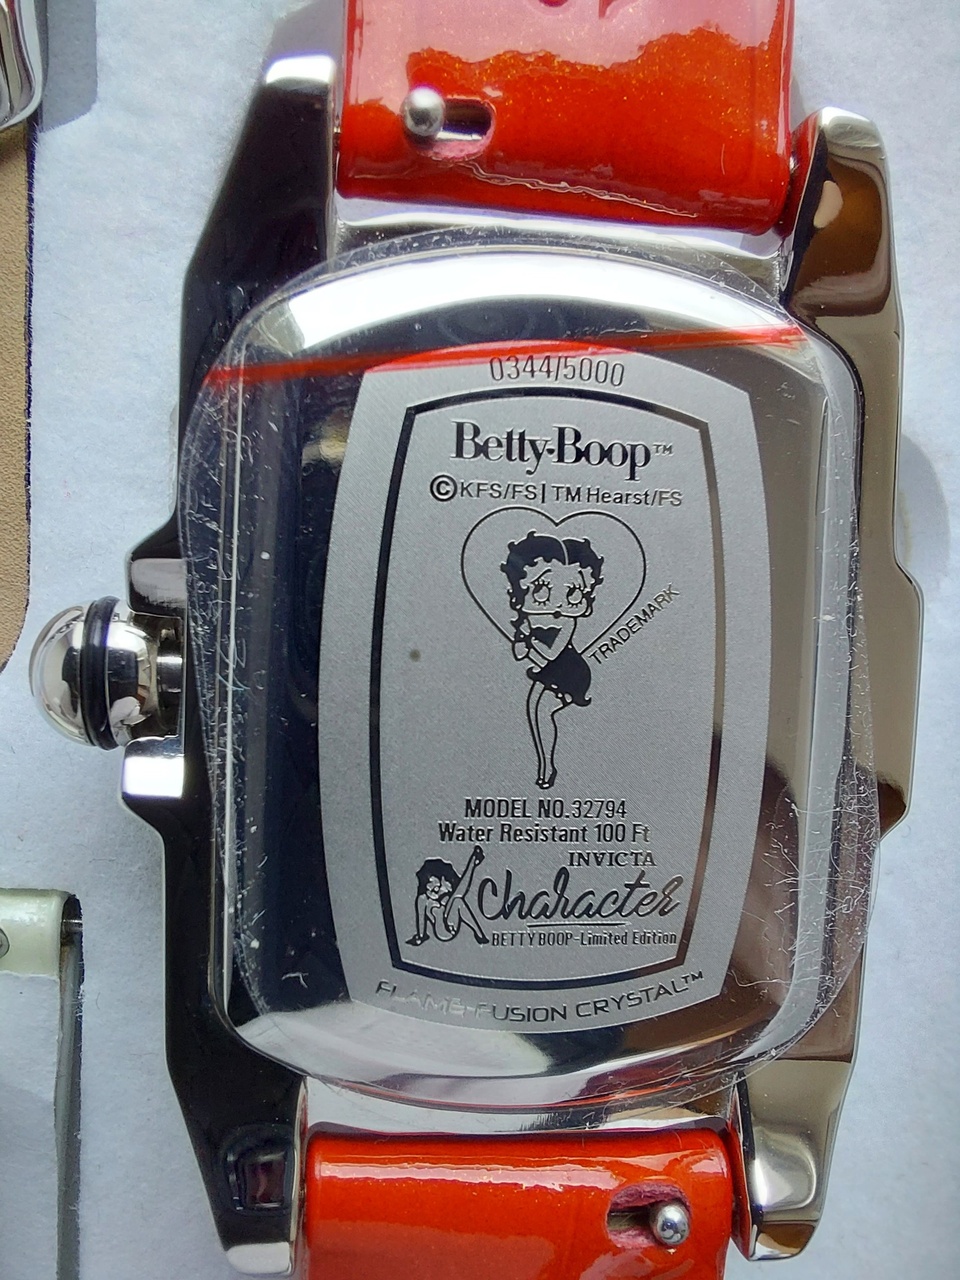 0344/5000
Betty-Boop™
©KFS/FS | TM Hearst/FS
TRADEMARK
MODEL NO.32794
Water Resistant 100 Ft
INVICTA
Character
BETTY BOOP-Limited Edition
FLAME-FUSION CRYSTAL™